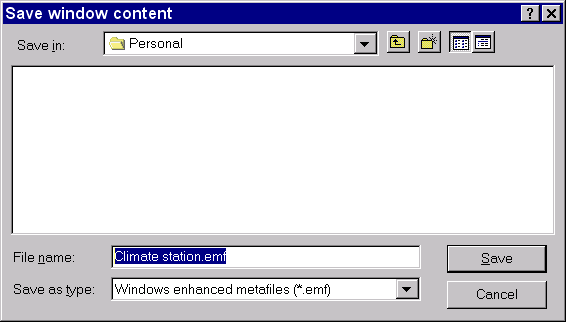 Save window content
Save in: Personal
File name: Climate station.emf Save
Save as type: Windows enhanced metafiles (*.emf) Cancel